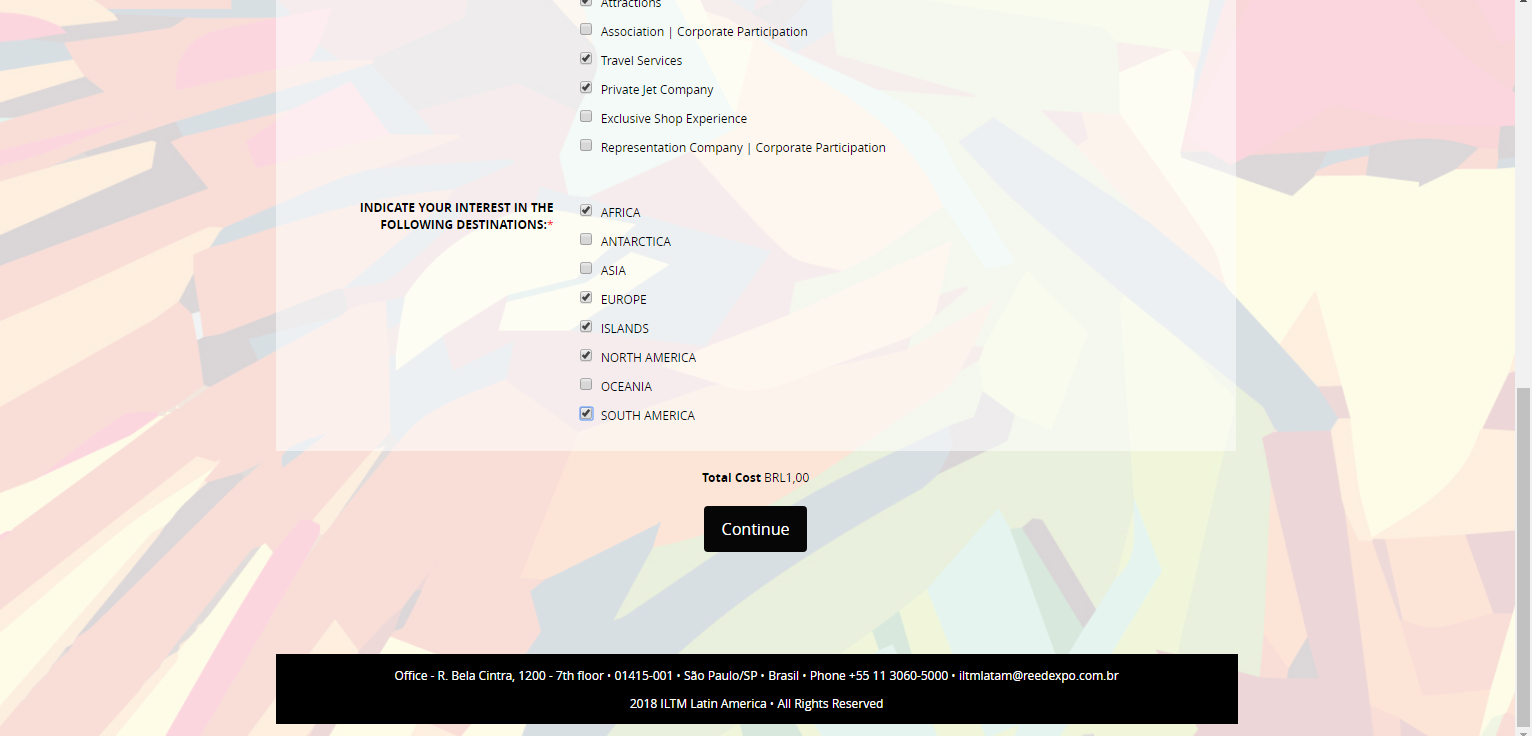 Attractions
Association | Corporate Participation
Travel Services
Private Jet Company
Exclusive Shop Experience
Representation Company | Corporate Participation
INDICATE YOUR INTEREST IN THE
FOLLOWING DESTINATIONS:*
AFRICA
ANTARCTICA
ASIA
EUROPE
ISLANDS
NORTH AMERICA
OCEANIA
SOUTH AMERICA
Total Cost BRL1,00
Continue
Office - R. Bela Cintra, 1200 - 7th floor • 01415-001 • São Paulo/SP • Brasil • Phone +55 11 3060-5000 • iltmlatam@reedexpo.com.br
2018 ILTM Latin America • All Rights Reserved